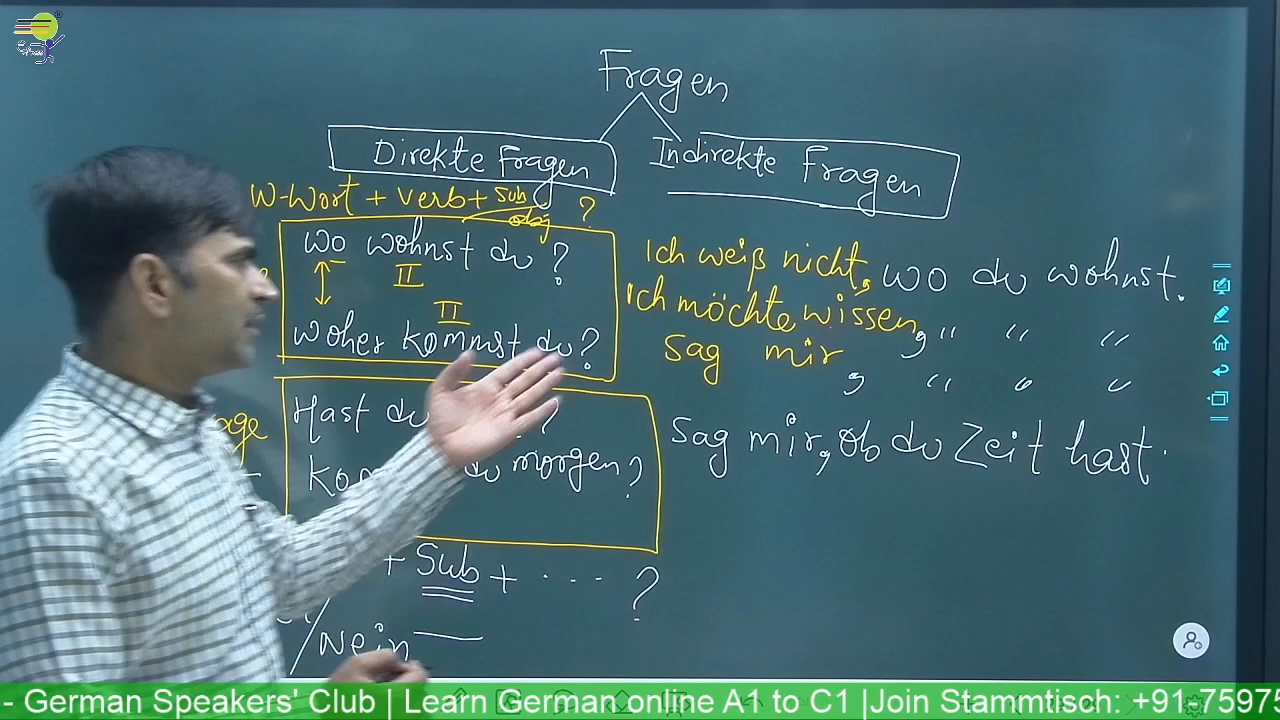 Fragen
Direkte Fragen
Indirekte Fragen
W-Wort + Verb + Sub ?
wo wohnst du?
II
II
woher kommst du?
Hast du ?
du morgen?
+ Sub + .... ?
/Nein
Ich weiß nicht, wo du wohnst.
Ich möchte wissen, " " "
Sag mir, " " "
Sag mir, ob du Zeit hast.
- German Speakers' Club | Learn German online A1 to C1 |Join Stammtisch: +91-75975